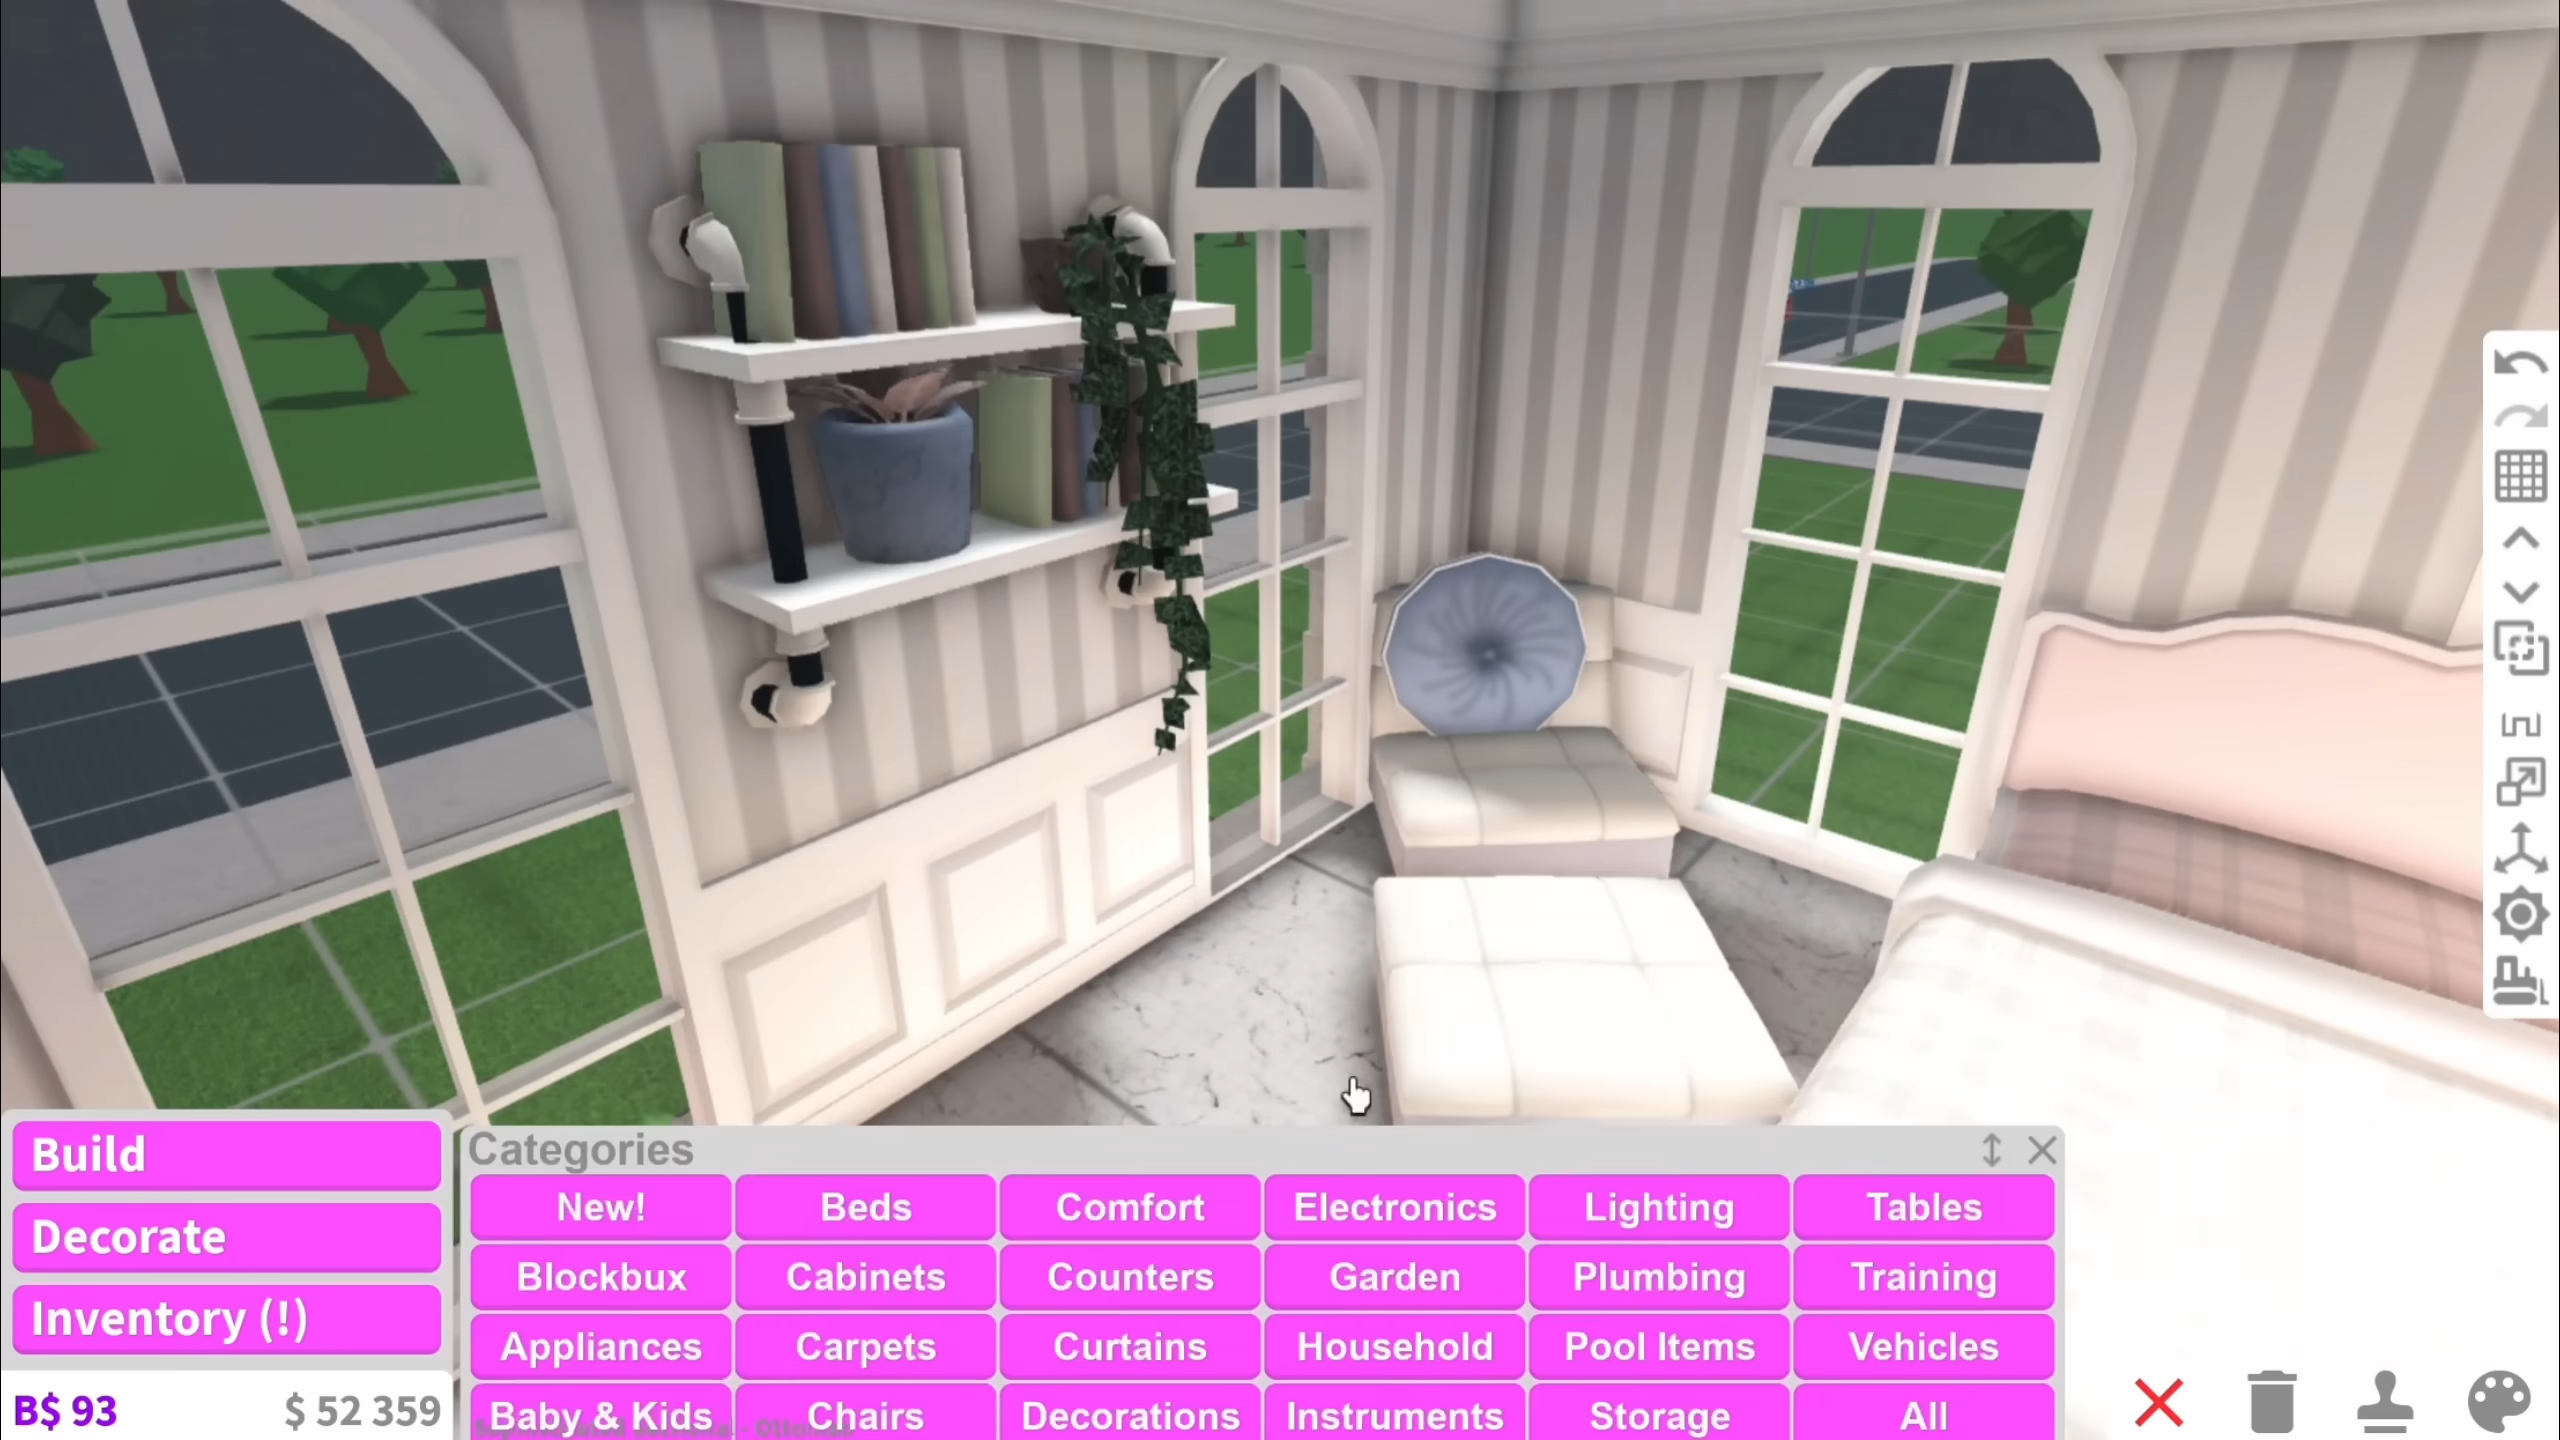 Build
Decorate
Inventory (!)
B$ 93
$ 52 359
Categories
New! Beds Comfort Electronics Lighting Tables
Blockbux Cabinets Counters Garden Plumbing Training
Appliances Carpets Curtains Household Pool Items Vehicles
Baby & Kids Chairs Decorations Instruments Storage All